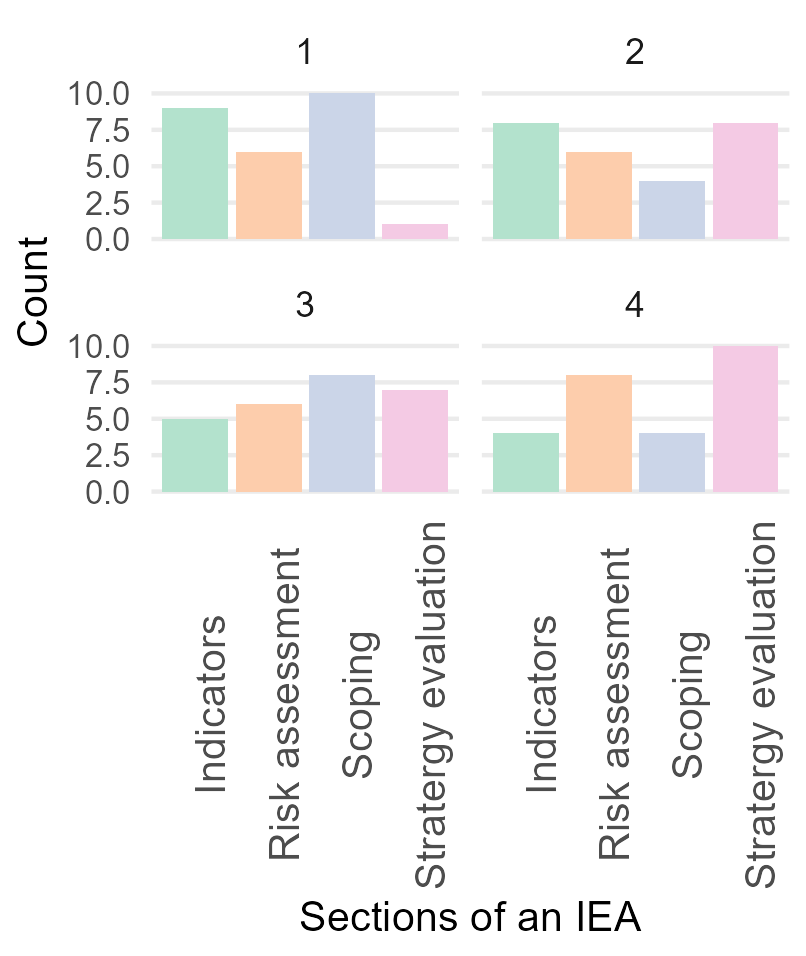 1
2
10.0
7.5
5.0
2.5
0.0
Count
3
4
10.0
7.5
5.0
2.5
0.0
Indicators
Risk assessment
Scoping
Stratergy evaluation
Indicators
Risk assessment
Scoping
Stratergy evaluation
Sections of an IEA